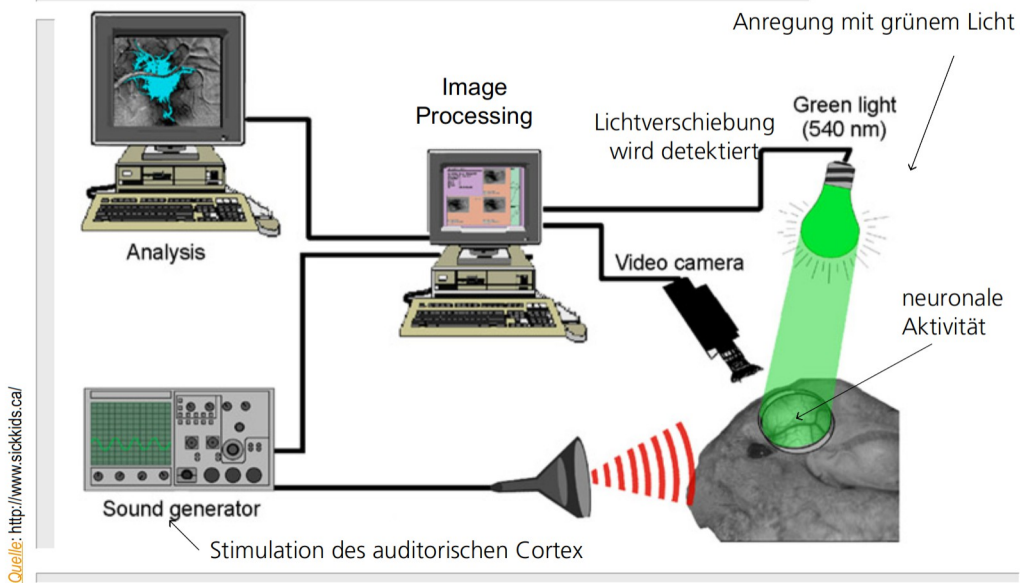 Anregung mit grünem Licht
Image
Processing
Green light
(540 nm)
Lichtverschiebung
wird detektiert
Analysis
Video camera
neuronale
Aktivität
Sound generator
Stimulation des auditorischen Cortex
Quelle: http://www.sickkids.ca/